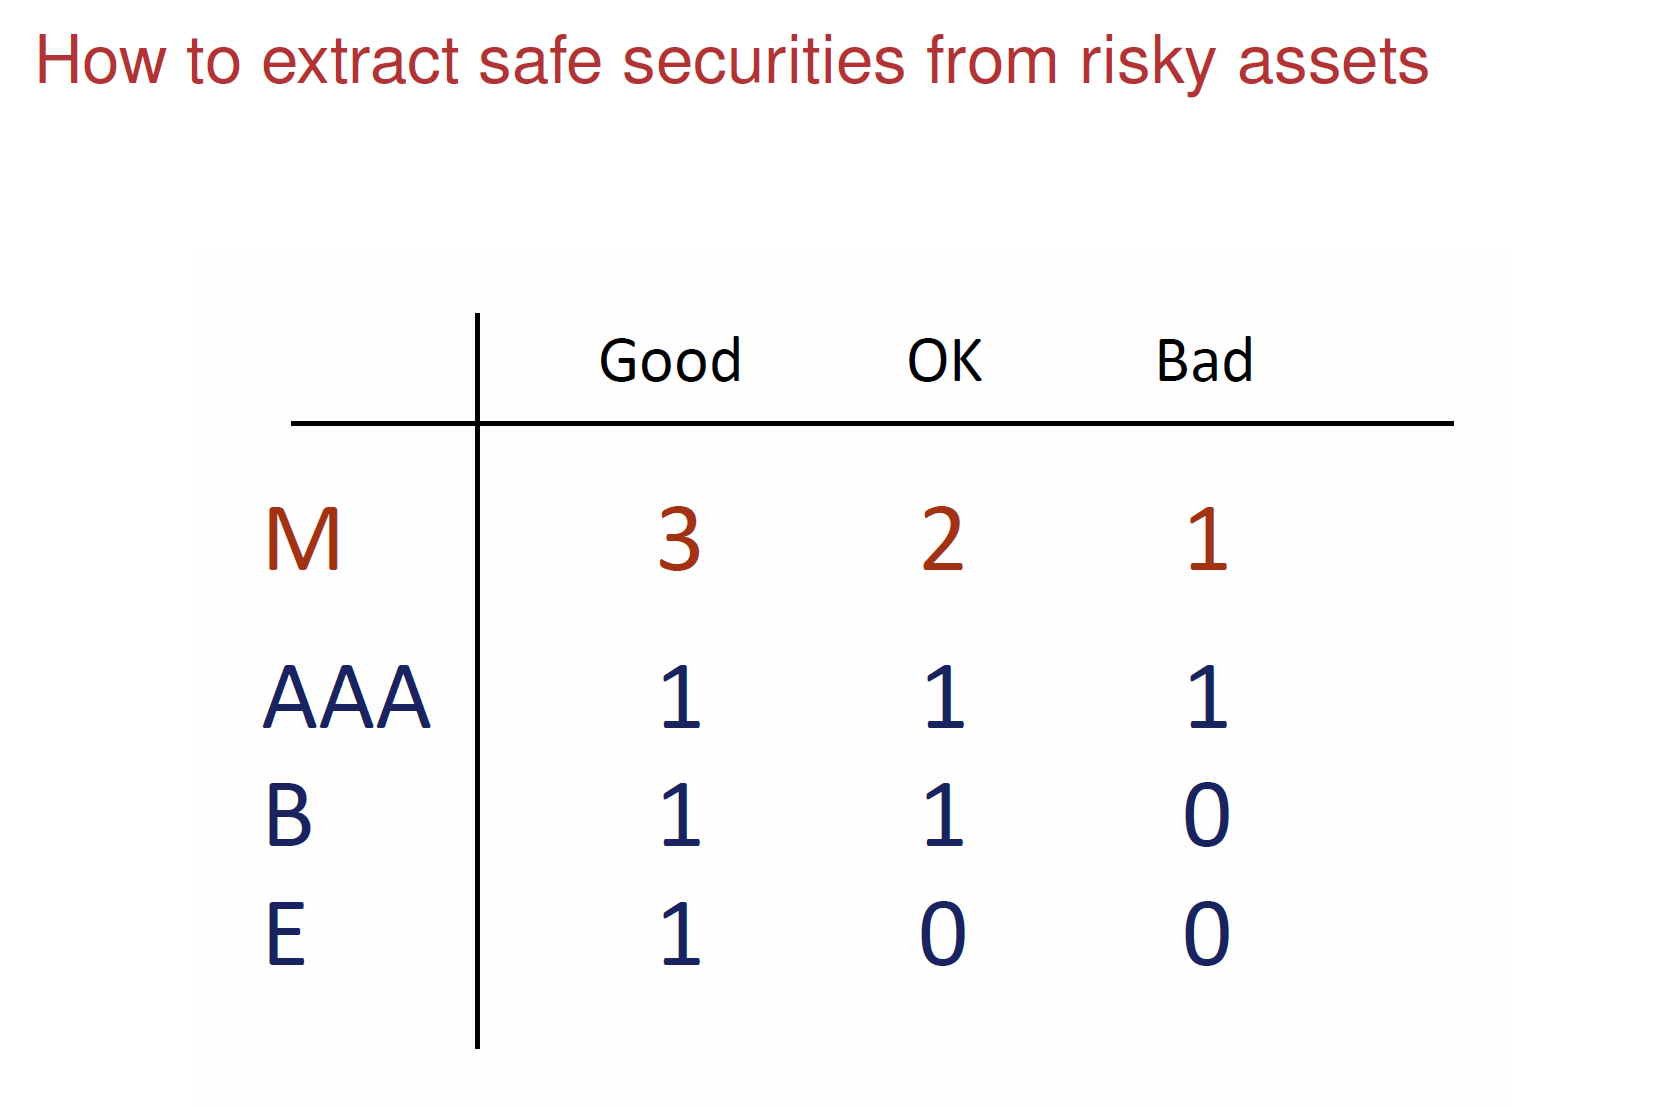 How to extract safe securities from risky assets
Good OK Bad
M 3 2 1
AAA 1 1 1
B 1 1 0
E 1 0 0